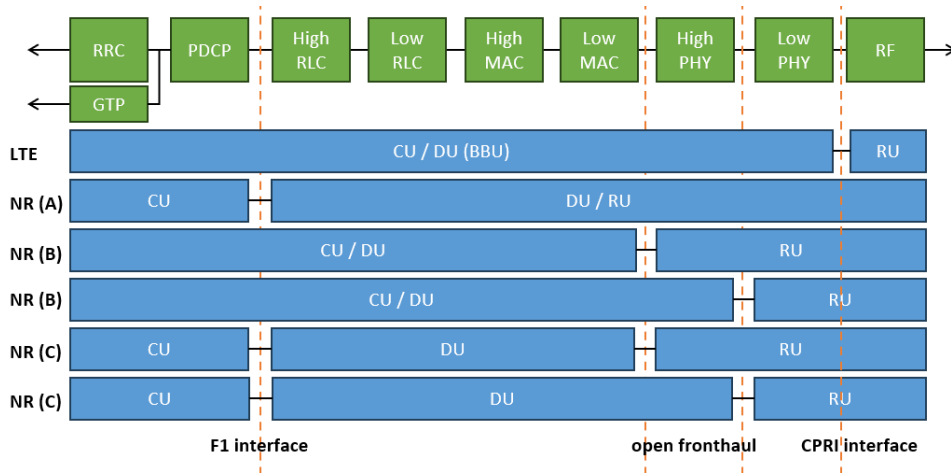 RRC
PDCP
High
RLC
Low
RLC
High
MAC
Low
MAC
High
PHY
Low
PHY
RF
GTP
LTE
CU / DU (BBU)
RU
NR (A)
CU
DU / RU
NR (B)
CU / DU
RU
NR (B)
CU / DU
RU
NR (C)
CU
DU
RU
NR (C)
CU
DU
RU
F1 interface
open fronthaul
CPRI interface